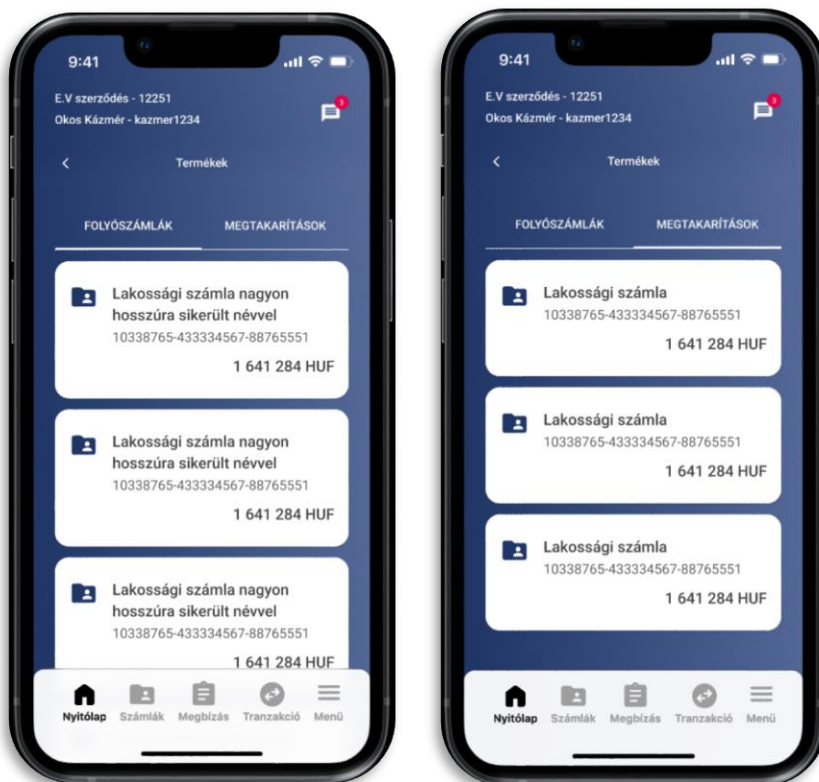 9:41
E.V szerződés - 12251
Okos Kázmér - kazmer1234
3
Termékek
FOLYÓSZÁMLÁK MEGTAKARÍTÁSOK
Lakossági számla nagyon
hosszúra sikerült névvel
10338765-433334567-88765551
1 641 284 HUF
Lakossági számla nagyon
hosszúra sikerült névvel
10338765-433334567-88765551
1 641 284 HUF
Lakossági számla nagyon
hosszúra sikerült névvel
10338765-433334567-88765551
1 641 284 HUF
Nyitólap Számlák Megbízás Tranzakció Menü
9:41
E.V szerződés - 12251
Okos Kázmér - kazmer1234
3
Termékek
FOLYÓSZÁMLÁK MEGTAKARÍTÁSOK
Lakossági számla
10338765-433334567-88765551
1 641 284 HUF
Lakossági számla
10338765-433334567-88765551
1 641 284 HUF
Lakossági számla
10338765-433334567-88765551
1 641 284 HUF
Nyitólap Számlák Megbízás Tranzakció Menü